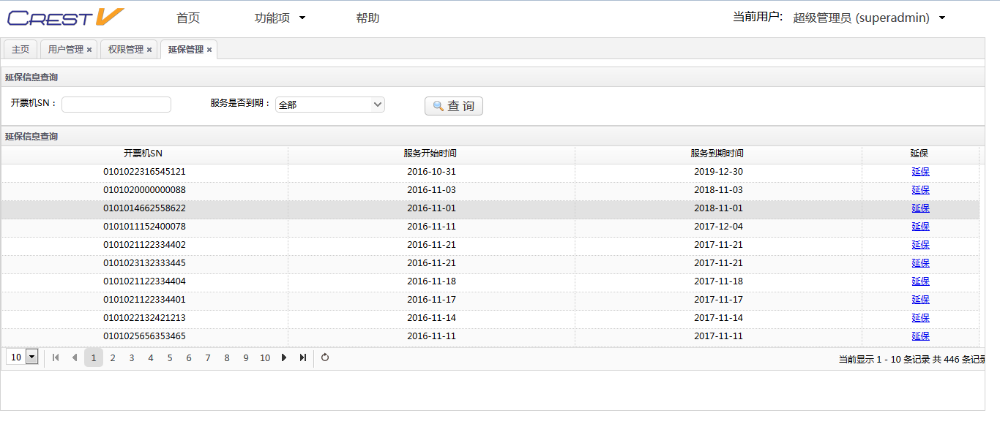 CREST V 首页 功能项 帮助 当前用户: 超级管理员 (superadmin)
主页 用户管理 × 权限管理 × 延保管理 ×
延保信息查询
开票机SN： 服务是否到期： 全部 查 询
延保信息查询
开票机SN 服务开始时间 服务到期时间 延保
0101022316545121 2016-10-31 2019-12-30 延保
0101020000000088 2016-11-03 2018-11-03 延保
0101014662558622 2016-11-01 2018-11-01 延保
0101011152400078 2016-11-11 2017-12-04 延保
0101021122334402 2016-11-21 2017-11-21 延保
0101023132333445 2016-11-21 2017-11-21 延保
0101021122334404 2016-11-18 2017-11-18 延保
0101021122334401 2016-11-17 2017-11-17 延保
0101022132421213 2016-11-14 2017-11-14 延保
0101025656353465 2016-11-11 2017-11-11 延保
10 1 2 3 4 5 6 7 8 9 10 当前显示 1 - 10 条记录 共 446 条记录